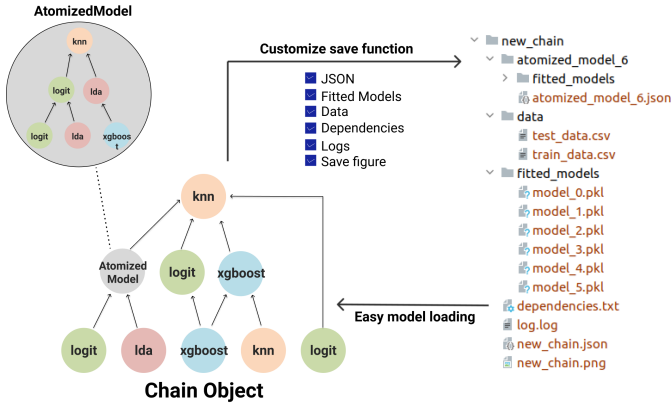 AtomizedModel
knn
logit
lda
logit
lda
xgboos
t
Customize save function
JSON
Fitted Models
Data
Dependencies
Logs
Save figure
knn
Atomized
Model
logit
xgboost
logit
lda
xgboost
knn
logit
Chain Object
Easy model loading
new_chain
atomized_model_6
fitted_models
atomized_model_6.json
data
test_data.csv
train_data.csv
fitted_models
model_0.pkl
model_1.pkl
model_2.pkl
model_3.pkl
model_4.pkl
model_5.pkl
dependencies.txt
log.log
new_chain.json
new_chain.png